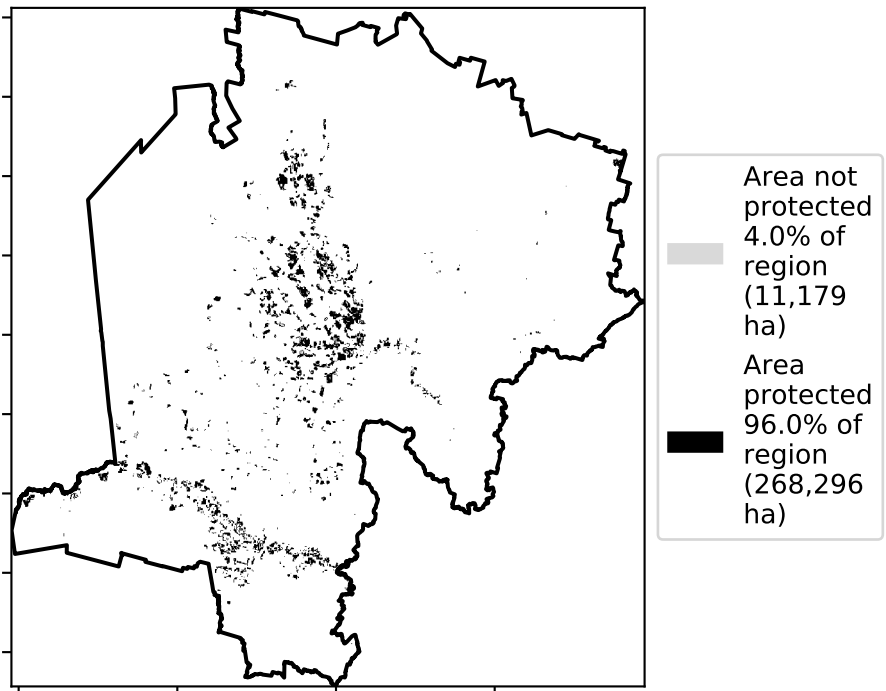 Area not
protected
4.0% of
region
(11,179
ha)
Area
protected
96.0% of
region
(268,296
ha)